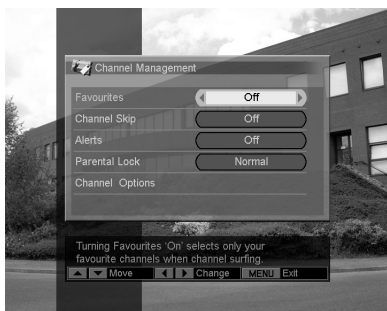 Channel Management
Favourites Off
Channel Skip Off
Alerts Off
Parental Lock Normal
Channel Options
Turning Favourites 'On' selects only your
favourite channels when channel surfing.
Move Change MENU Exit